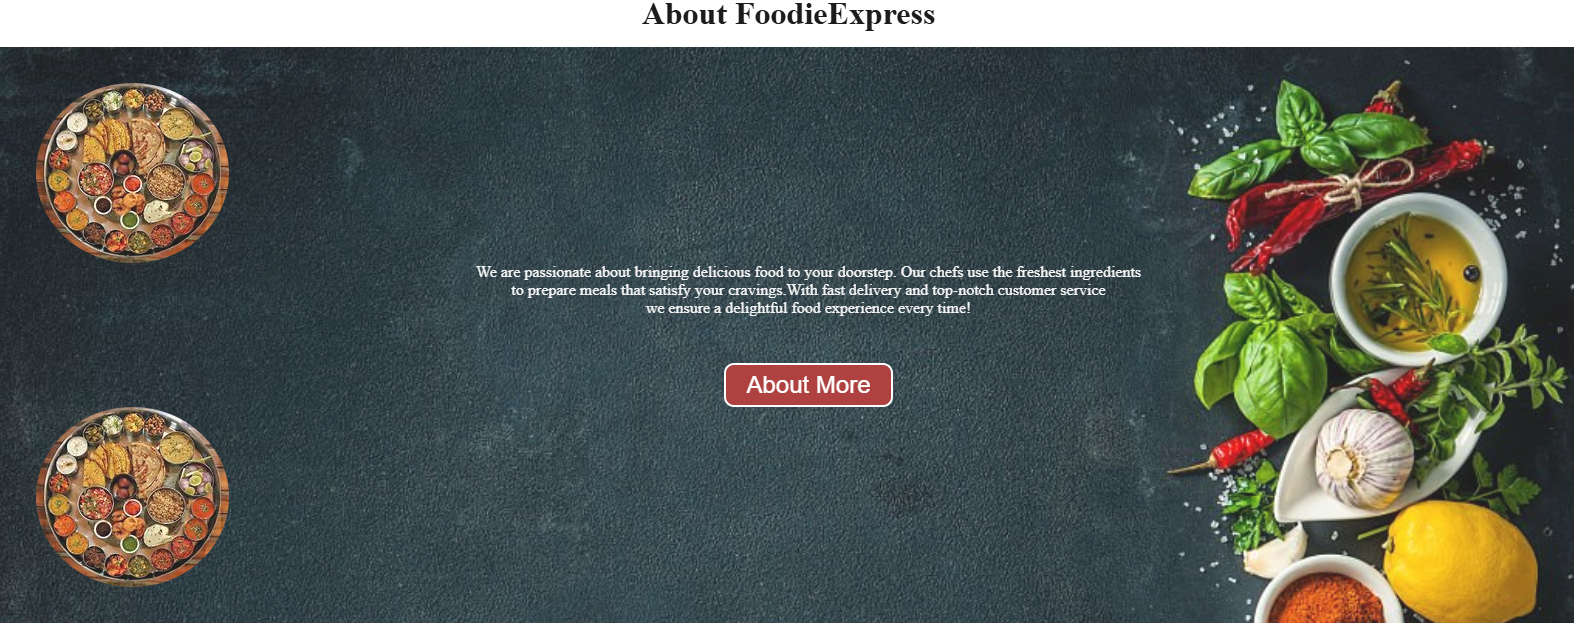 About FoodieExpress
We are passionate about bringing delicious food to your doorstep. Our chefs use the freshest ingredients
to prepare meals that satisfy your cravings.With fast delivery and top-notch customer service
we ensure a delightful food experience every time!
About More